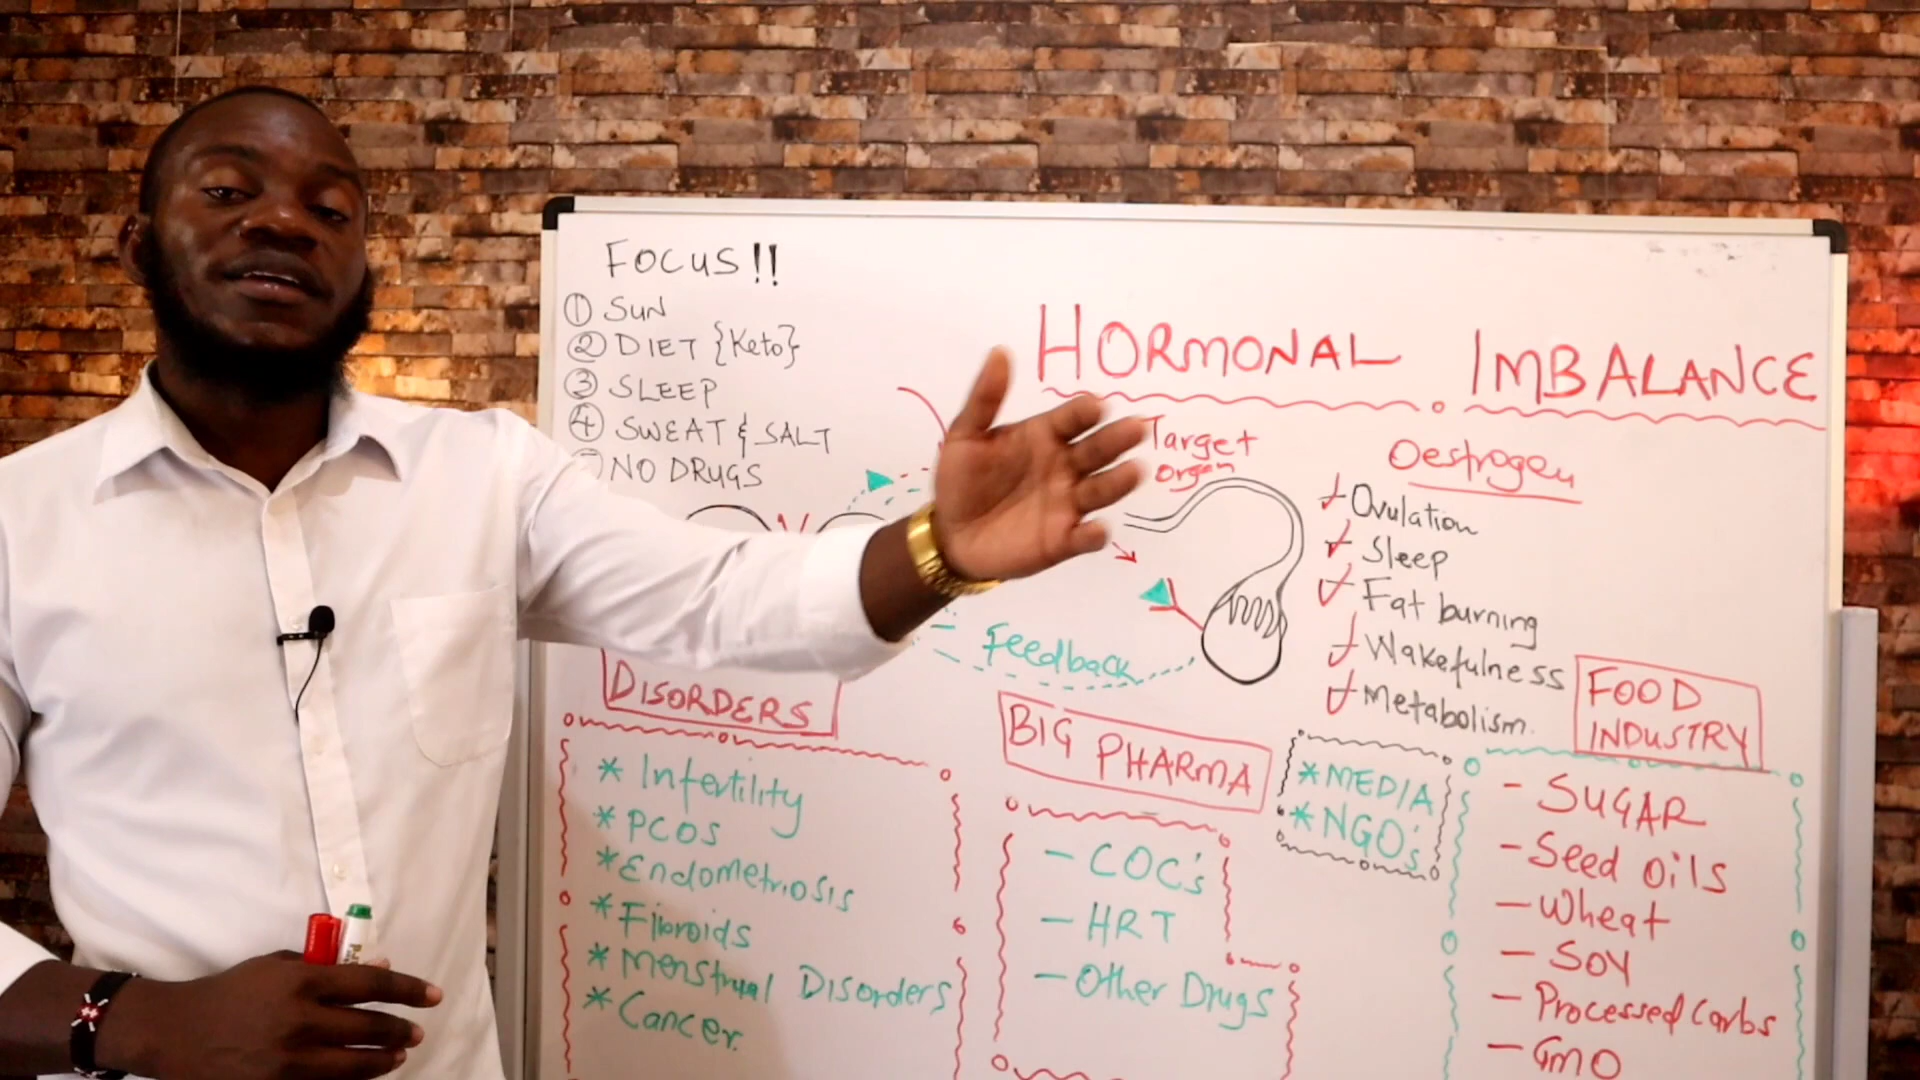 FOCUS!!
① SUN
② DIET {Keto}
③ SLEEP
④ SWEAT & SALT
NO DRUGS
HORMONAL IMBALANCE
Target
organ
Oestrogen
Ovulation
Sleep
Fat burning
Wakefulness
Metabolism.
Feedback
DISORDERS
* Infertility
* PCOS
* Endometriosis
* Fibroids
* Menstrual Disorders
* Cancer.
BIG PHARMA
- COC's
- HRT
- Other Drugs
* MEDIA
* NGO's
FOOD
INDUSTRY
- SUGAR
- Seed oils
- Wheat
- SOY
- Processed Carbs
- GMO